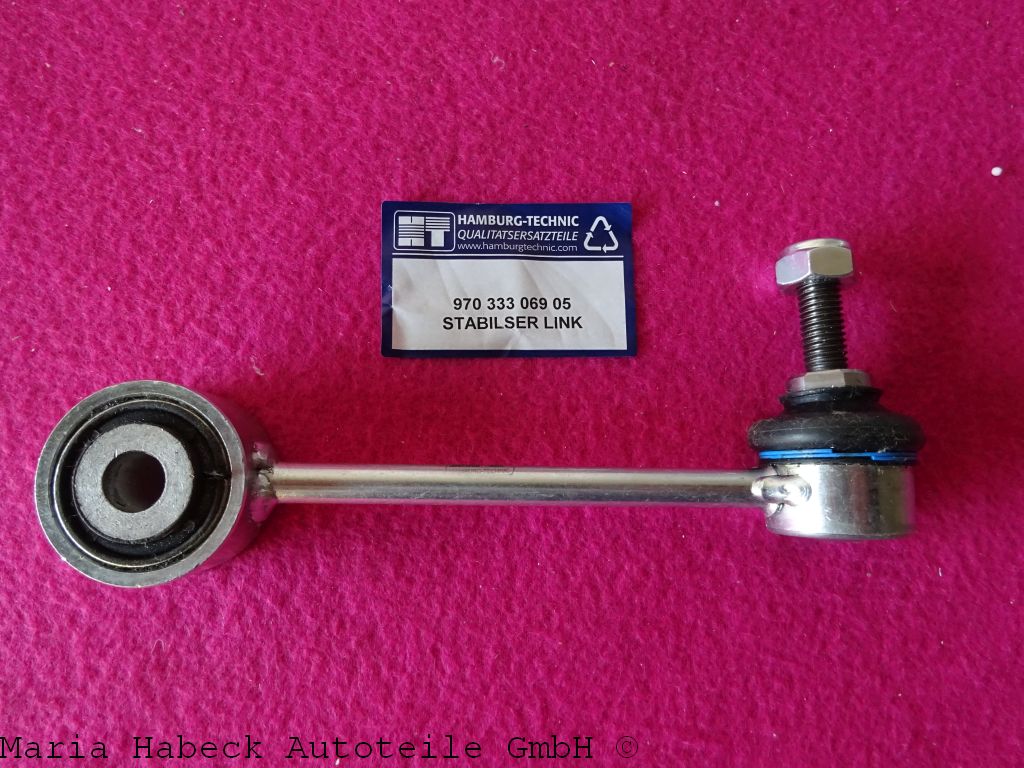 HT
HAMBURG-TECHNIC
QUALITATSERSATZTEILE
www.hamburgtechnic.com
970 333 069 05
STABILSER LINK
Maria Habeck Autoteile GmbH ©